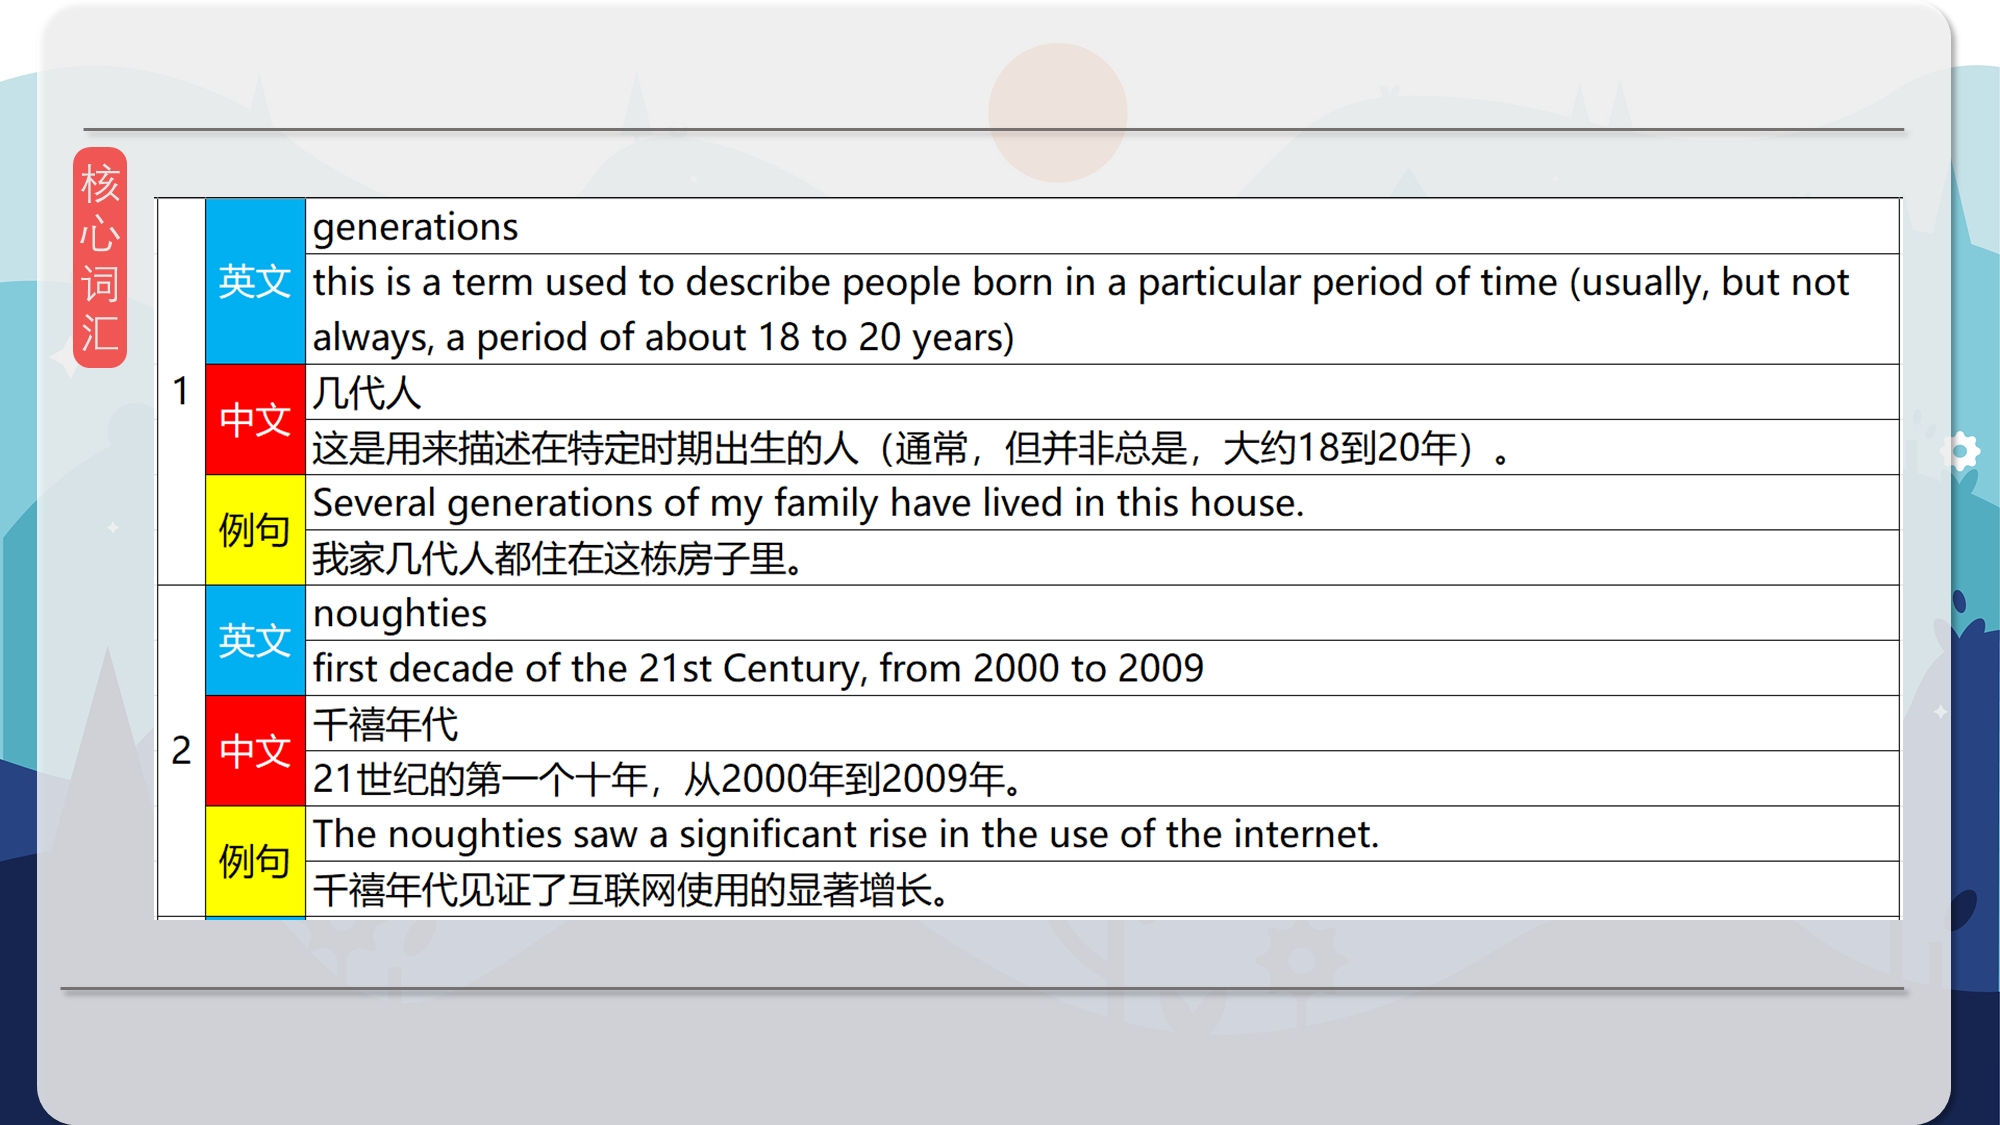 核心词汇
1
英文
generations
this is a term used to describe people born in a particular period of time (usually, but not
always, a period of about 18 to 20 years)
中文
几代人
这是用来描述在特定时期出生的人（通常，但并非总是，大约18到20年）。
例句
Several generations of my family have lived in this house.
我家几代人都住在这栋房子里。
2
英文
noughties
first decade of the 21st Century, from 2000 to 2009
中文
千禧年代
21世纪的第一个十年，从2000年到2009年。
例句
The noughties saw a significant rise in the use of the internet.
千禧年代见证了互联网使用的显著增长。